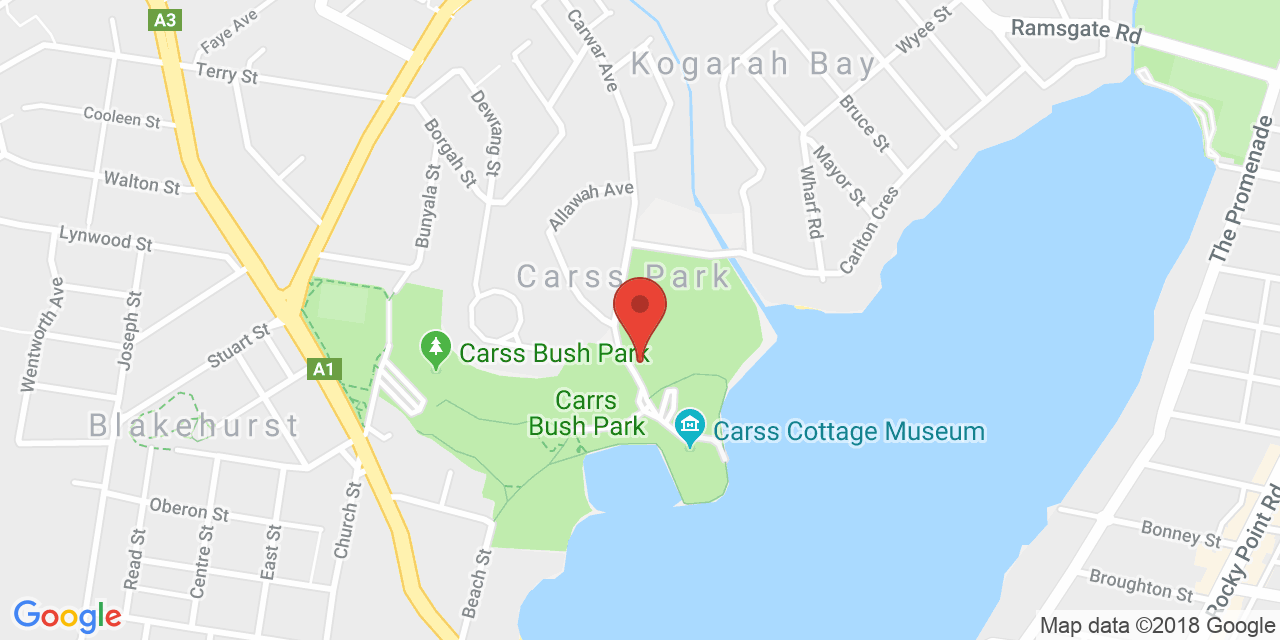 A3
Faye Ave
Terry St
Cooleen St
Walton St
Lynwood St
Borgah St
Dewrang St
Bunyala St
Carwar Ave
Allawah Ave
Kogarah Bay
Wyee St
Ramsgate Rd
Bruce St
Mayor St
Wharf Rd
Carlton Cres
The Promenade
Carss Park
Wentworth Ave
Joseph St
Stuart St
A1
Carss Bush Park
Carrs
Bush Park
Carss Cottage Museum
Blakehurst
Oberon St
Read St
Centre St
East St
Church St
Beach St
Bonney St
Broughton St
Rocky Point Rd
Google
Map data ©2018 Google